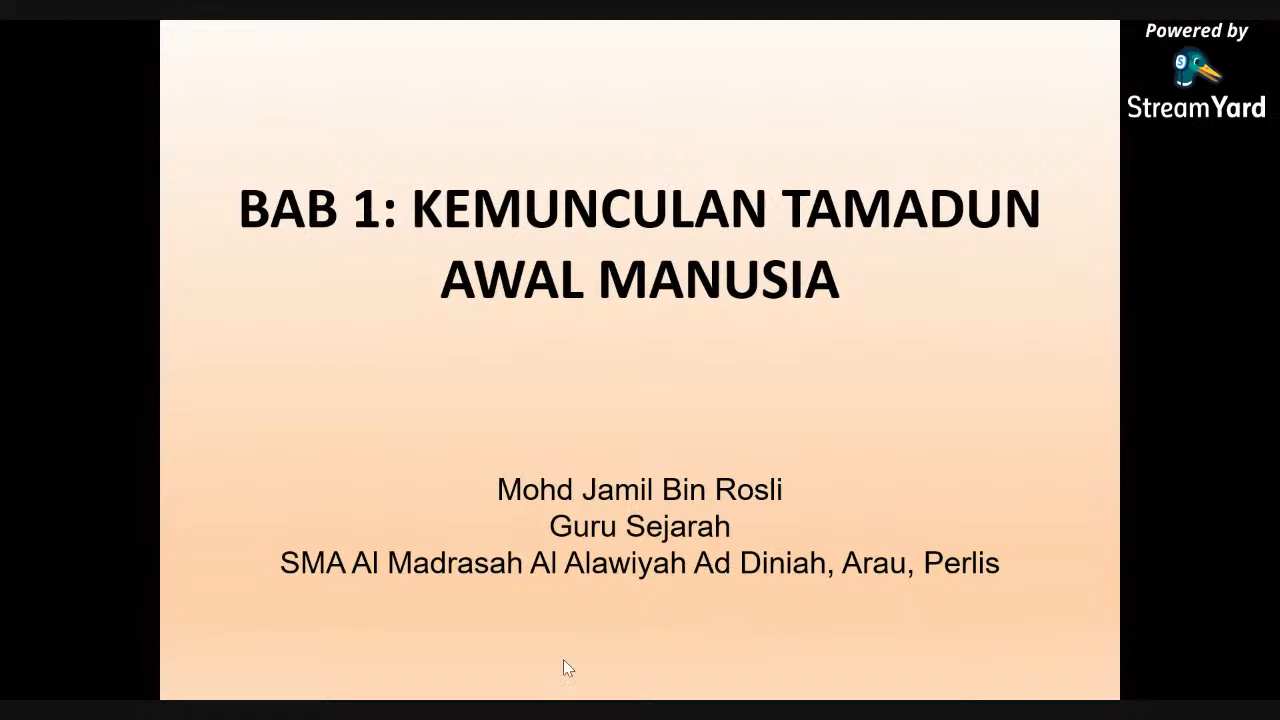 Powered by
StreamYard
BAB 1: KEMUNCULAN TAMADUN
AWAL MANUSIA
Mohd Jamil Bin Rosli
Guru Sejarah
SMA Al Madrasah Al Alawiyah Ad Diniah, Arau, Perlis